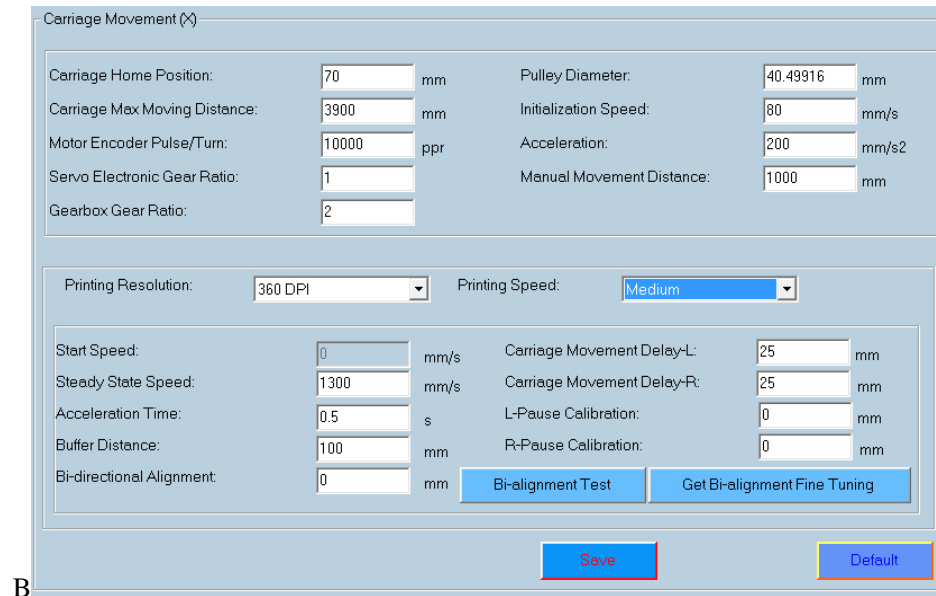 Carriage Movement (X)
Carriage Home Position: 70 mm Pulley Diameter: 40.49916 mm
Carriage Max Moving Distance: 3900 mm Initialization Speed: 80 mm/s
Motor Encoder Pulse/Turn: 10000 ppr Acceleration: 200 mm/s2
Servo Electronic Gear Ratio: 1 Manual Movement Distance: 1000 mm
Gearbox Gear Ratio: 2
Printing Resolution: 360 DPI Printing Speed: Medium
Start Speed: 0 mm/s Carriage Movement Delay-L: 25 mm
Steady State Speed: 1300 mm/s Carriage Movement Delay-R: 25 mm
Acceleration Time: 0.5 s L-Pause Calibration: 0 mm
Buffer Distance: 100 mm R-Pause Calibration: 0 mm
Bi-directional Alignment: 0 mm Bi-alignment Test Get Bi-alignment Fine Tuning
Save Default
B